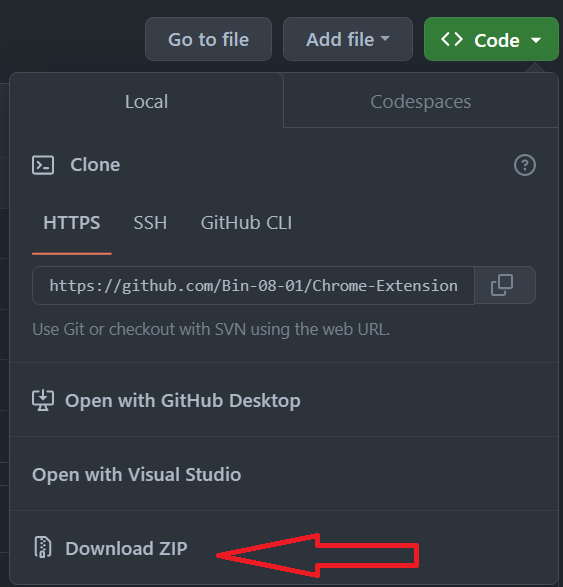 Go to file
Add file
Code
Local
Codespaces
Clone
HTTPS
SSH
GitHub CLI
https://github.com/Bin-08-01/Chrome-Extension
Use Git or checkout with SVN using the web URL.
Open with GitHub Desktop
Open with Visual Studio
Download ZIP